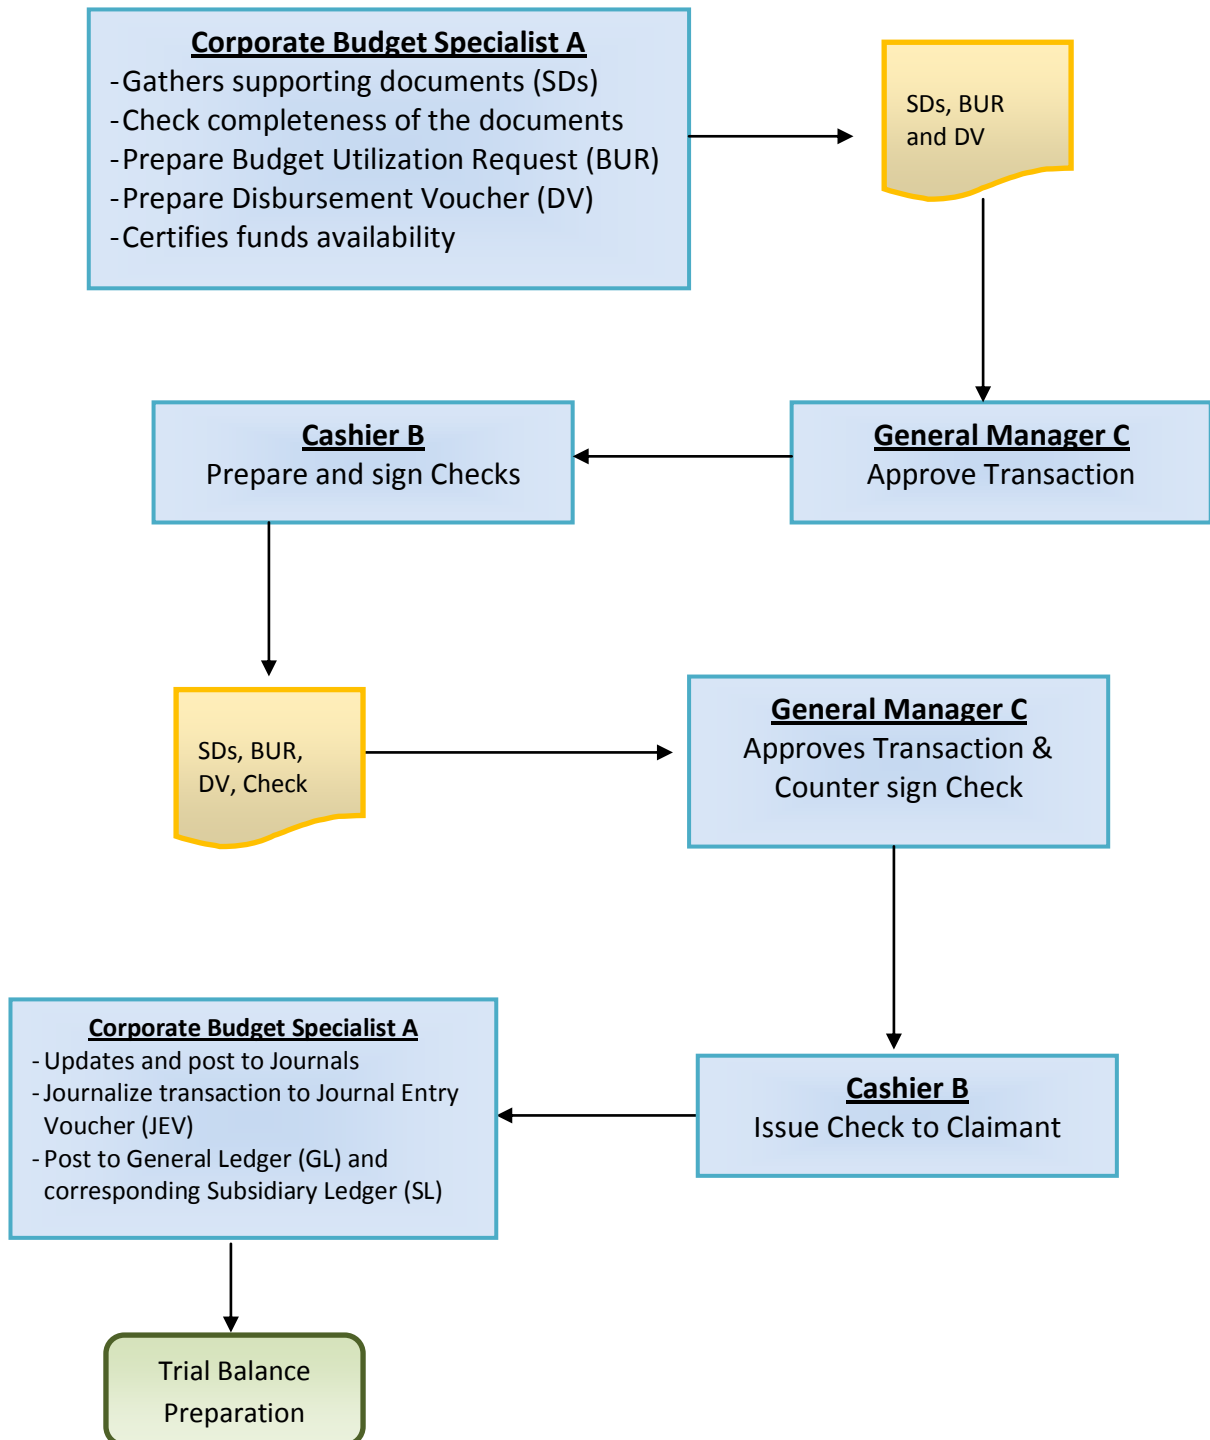 Corporate Budget Specialist A
-Gathers supporting documents (SDs)
-Check completeness of the documents
-Prepare Budget Utilization Request (BUR)
-Prepare Disbursement Voucher (DV)
-Certifies funds availability
SDs, BUR
and DV
General Manager C
Approve Transaction
Cashier B
Prepare and sign Checks
SDs, BUR,
DV, Check
General Manager C
Approves Transaction &
Counter sign Check
Cashier B
Issue Check to Claimant
Corporate Budget Specialist A
- Updates and post to Journals
- Journalize transaction to Journal Entry
Voucher (JEV)
- Post to General Ledger (GL) and
corresponding Subsidiary Ledger (SL)
Trial Balance
Preparation